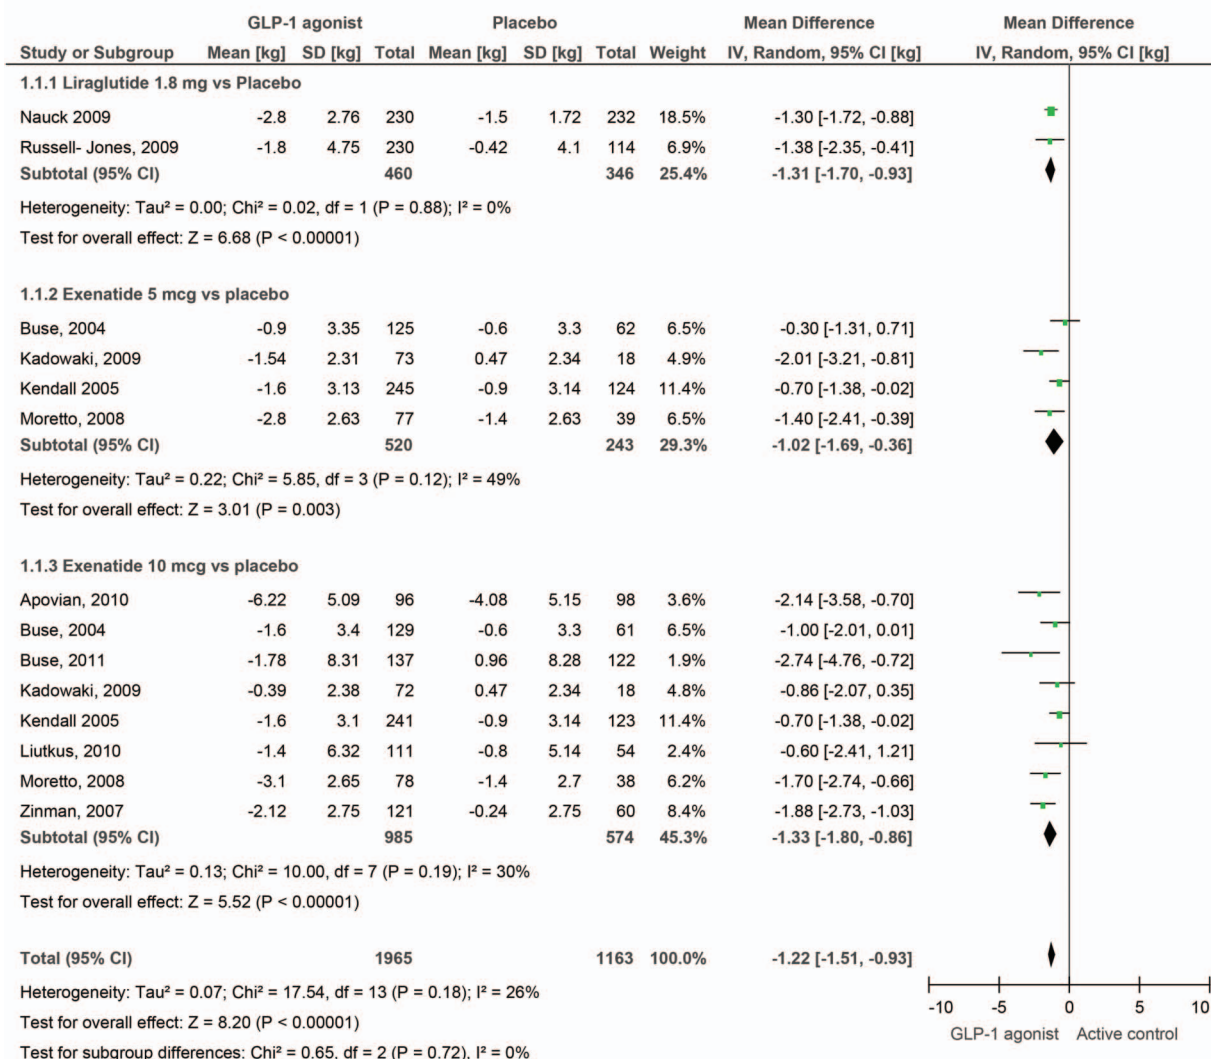 GLP-1 agonist Placebo Mean Difference Mean Difference
Study or Subgroup Mean [kg] SD [kg] Total Mean [kg] SD [kg] Total Weight IV, Random, 95% CI [kg] IV, Random, 95% CI [kg]
1.1.1 Liraglutide 1.8 mg vs Placebo
Nauck 2009 -2.8 2.76 230 -1.5 1.72 232 18.5% -1.30 [-1.72, -0.88]
Russell- Jones, 2009 -1.8 4.75 230 -0.42 4.1 114 6.9% -1.38 [-2.35, -0.41]
Subtotal (95% CI) 460 346 25.4% -1.31 [-1.70, -0.93]
Heterogeneity: Tau² = 0.00; Chi² = 0.02, df = 1 (P = 0.88); I² = 0%
Test for overall effect: Z = 6.68 (P < 0.00001)
1.1.2 Exenatide 5 mcg vs placebo
Buse, 2004 -0.9 3.35 125 -0.6 3.3 62 6.5% -0.30 [-1.31, 0.71]
Kadowaki, 2009 -1.54 2.31 73 0.47 2.34 18 4.9% -2.01 [-3.21, -0.81]
Kendall 2005 -1.6 3.13 245 -0.9 3.14 124 11.4% -0.70 [-1.38, -0.02]
Moretto, 2008 -2.8 2.63 77 -1.4 2.63 39 6.5% -1.40 [-2.41, -0.39]
Subtotal (95% CI) 520 243 29.3% -1.02 [-1.69, -0.36]
Heterogeneity: Tau² = 0.22; Chi² = 5.85, df = 3 (P = 0.12); I² = 49%
Test for overall effect: Z = 3.01 (P = 0.003)
1.1.3 Exenatide 10 mcg vs placebo
Apovian, 2010 -6.22 5.09 96 -4.08 5.15 98 3.6% -2.14 [-3.58, -0.70]
Buse, 2004 -1.6 3.4 129 -0.6 3.3 61 6.5% -1.00 [-2.01, 0.01]
Buse, 2011 -1.78 8.31 137 0.96 8.28 122 1.9% -2.74 [-4.76, -0.72]
Kadowaki, 2009 -0.39 2.38 72 0.47 2.34 18 4.8% -0.86 [-2.07, 0.35]
Kendall 2005 -1.6 3.1 241 -0.9 3.14 123 11.4% -0.70 [-1.38, -0.02]
Liutkus, 2010 -1.4 6.32 111 -0.8 5.14 54 2.4% -0.60 [-2.41, 1.21]
Moretto, 2008 -3.1 2.65 78 -1.4 2.7 38 6.2% -1.70 [-2.74, -0.66]
Zinman, 2007 -2.12 2.75 121 -0.24 2.75 60 8.4% -1.88 [-2.73, -1.03]
Subtotal (95% CI) 985 574 45.3% -1.33 [-1.80, -0.86]
Heterogeneity: Tau² = 0.13; Chi² = 10.00, df = 7 (P = 0.19); I² = 30%
Test for overall effect: Z = 5.52 (P < 0.00001)
Total (95% CI) 1965 1163 100.0% -1.22 [-1.51, -0.93]
Heterogeneity: Tau² = 0.07; Chi² = 17.54, df = 13 (P = 0.18); I² = 26%
Test for overall effect: Z = 8.20 (P < 0.00001)
Test for subgroup differences: Chi² = 0.65, df = 2 (P = 0.72), I² = 0%
-10 -5 0 5 10
GLP-1 agonist Active control